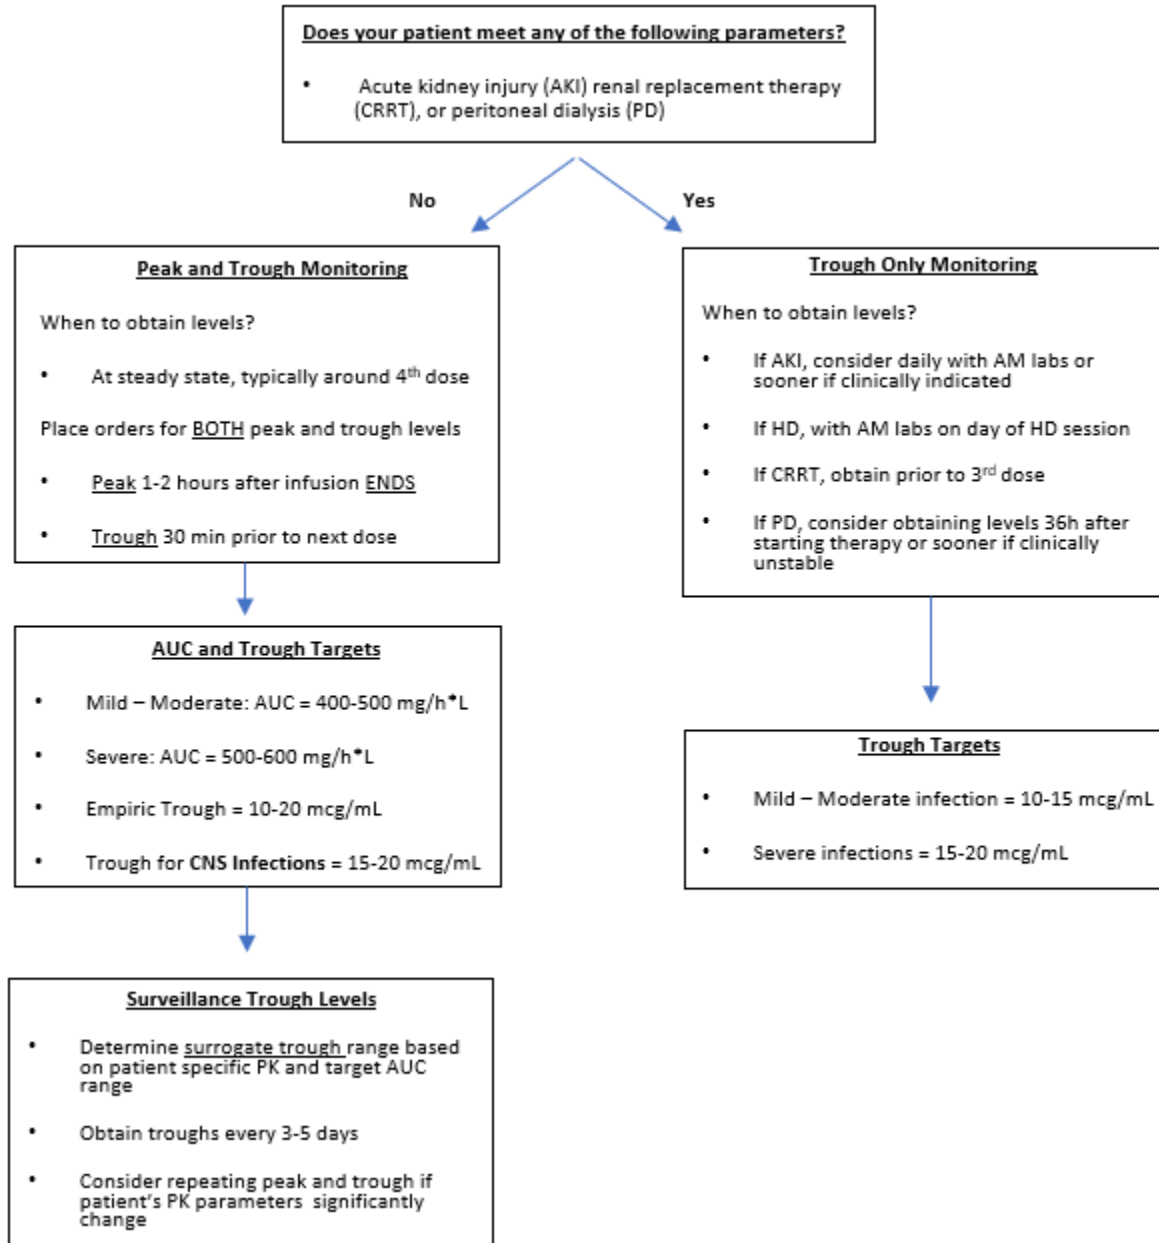 Does your patient meet any of the following parameters?
• Acute kidney injury (AKI) renal replacement therapy
(CRRT), or peritoneal dialysis (PD)
No
Yes
Peak and Trough Monitoring
When to obtain levels?
• At steady state, typically around 4th dose
Place orders for BOTH peak and trough levels
• Peak 1-2 hours after infusion ENDS
• Trough 30 min prior to next dose
Trough Only Monitoring
When to obtain levels?
• If AKI, consider daily with AM labs or
sooner if clinically indicated
• If HD, with AM labs on day of HD session
• If CRRT, obtain prior to 3rd dose
• If PD, consider obtaining levels 36h after
starting therapy or sooner if clinically
unstable
AUC and Trough Targets
• Mild – Moderate: AUC = 400-500 mg/h*L
• Severe: AUC = 500-600 mg/h*L
• Empiric Trough = 10-20 mcg/mL
• Trough for CNS Infections = 15-20 mcg/mL
Trough Targets
• Mild – Moderate infection = 10-15 mcg/mL
• Severe infections = 15-20 mcg/mL
Surveillance Trough Levels
• Determine surrogate trough range based
on patient specific PK and target AUC
range
• Obtain troughs every 3-5 days
• Consider repeating peak and trough if
patient's PK parameters significantly
change